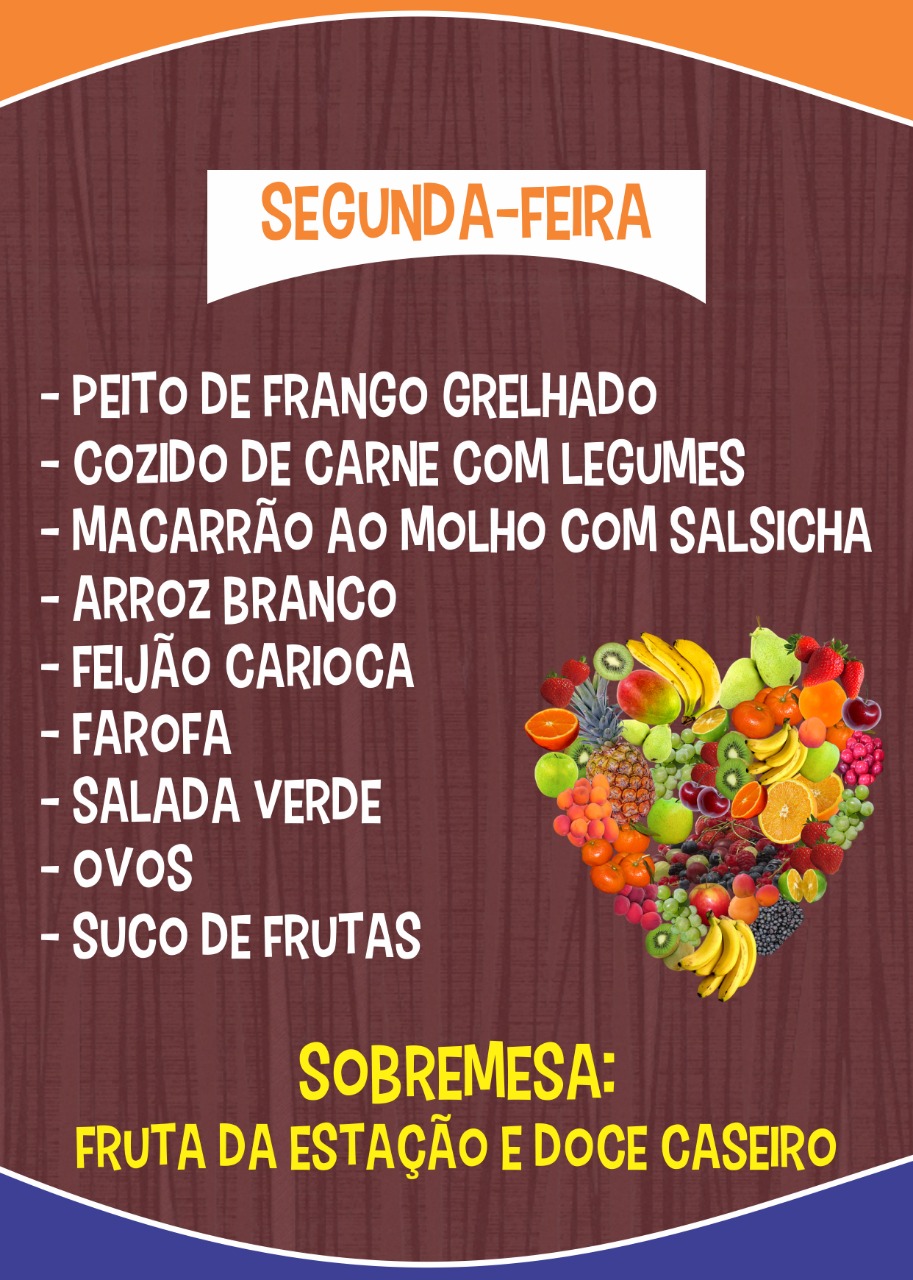 SEGUNDA-FEIRA
- PEITO DE FRANGO GRELHADO
- COZIDO DE CARNE COM LEGUMES
- MACARRÃO AO MOLHO COM SALSICHA
- ARROZ BRANCO
- FEIJÃO CARIOCA
- FAROFA
- SALADA VERDE
- OVOS
- SUCO DE FRUTAS
SOBREMESA:
FRUTA DA ESTAÇÃO E DOCE CASEIRO